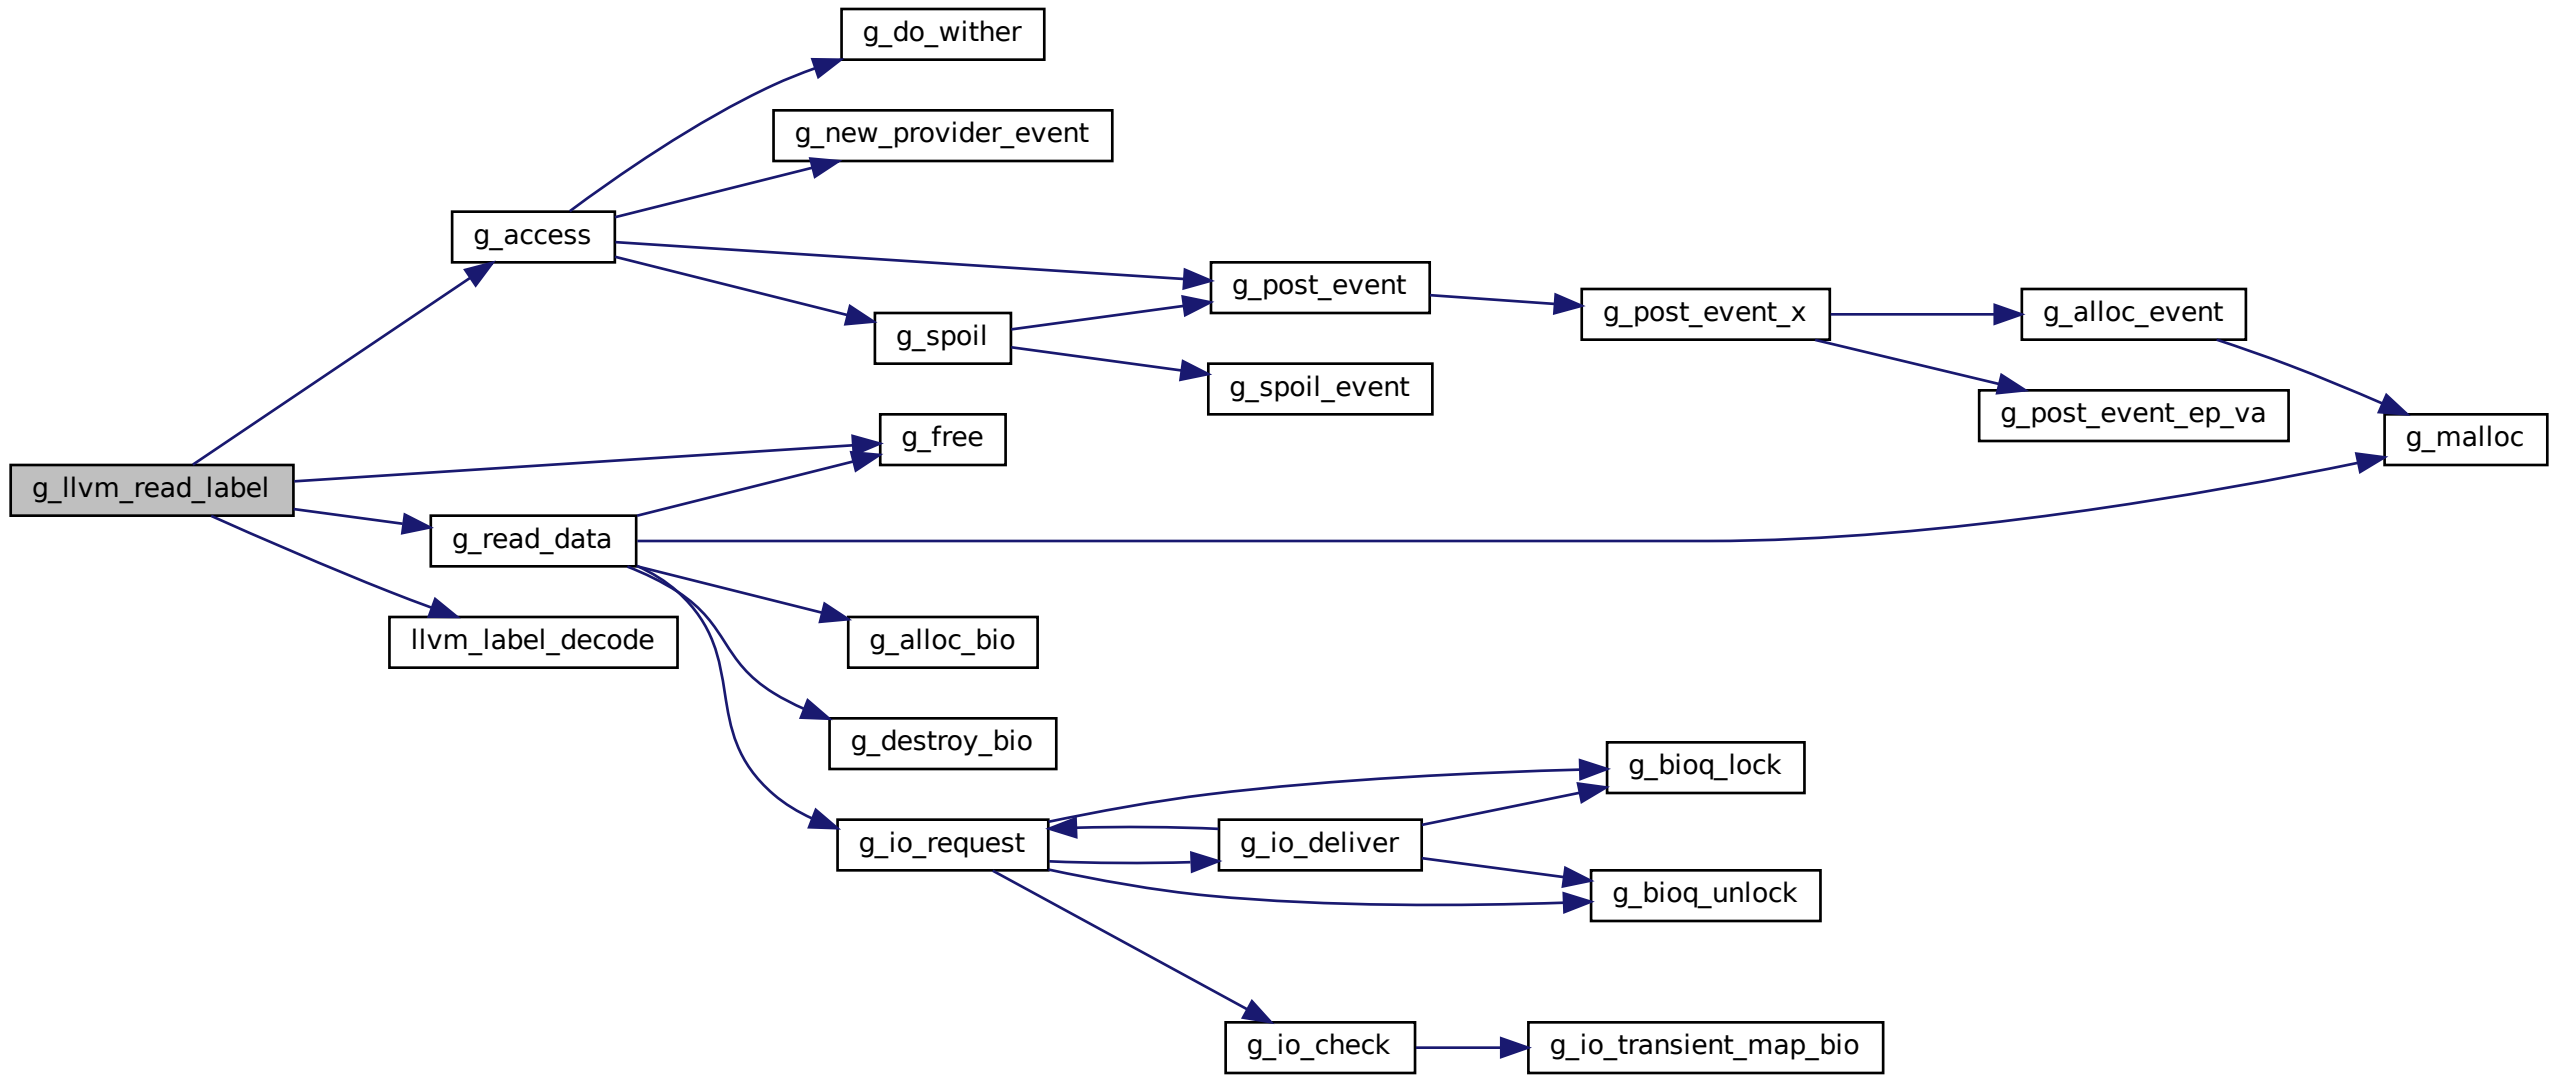 g_do_wither
g_new_provider_event
g_access
g_post_event
g_post_event_x
g_alloc_event
g_spoil
g_spoil_event
g_post_event_ep_va
g_free
g_malloc
g_llvm_read_label
g_read_data
llvm_label_decode
g_alloc_bio
g_destroy_bio
g_bioq_lock
g_io_request
g_io_deliver
g_bioq_unlock
g_io_check
g_io_transient_map_bio